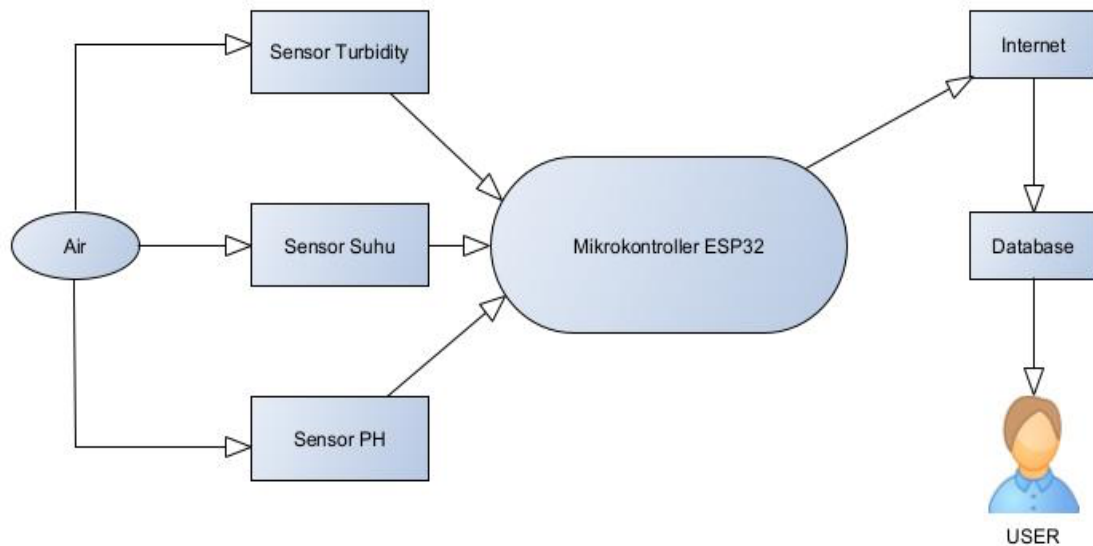 Sensor Turbidity
Internet
Air
Sensor Suhu
Mikrokontroller ESP32
Database
Sensor PH
USER